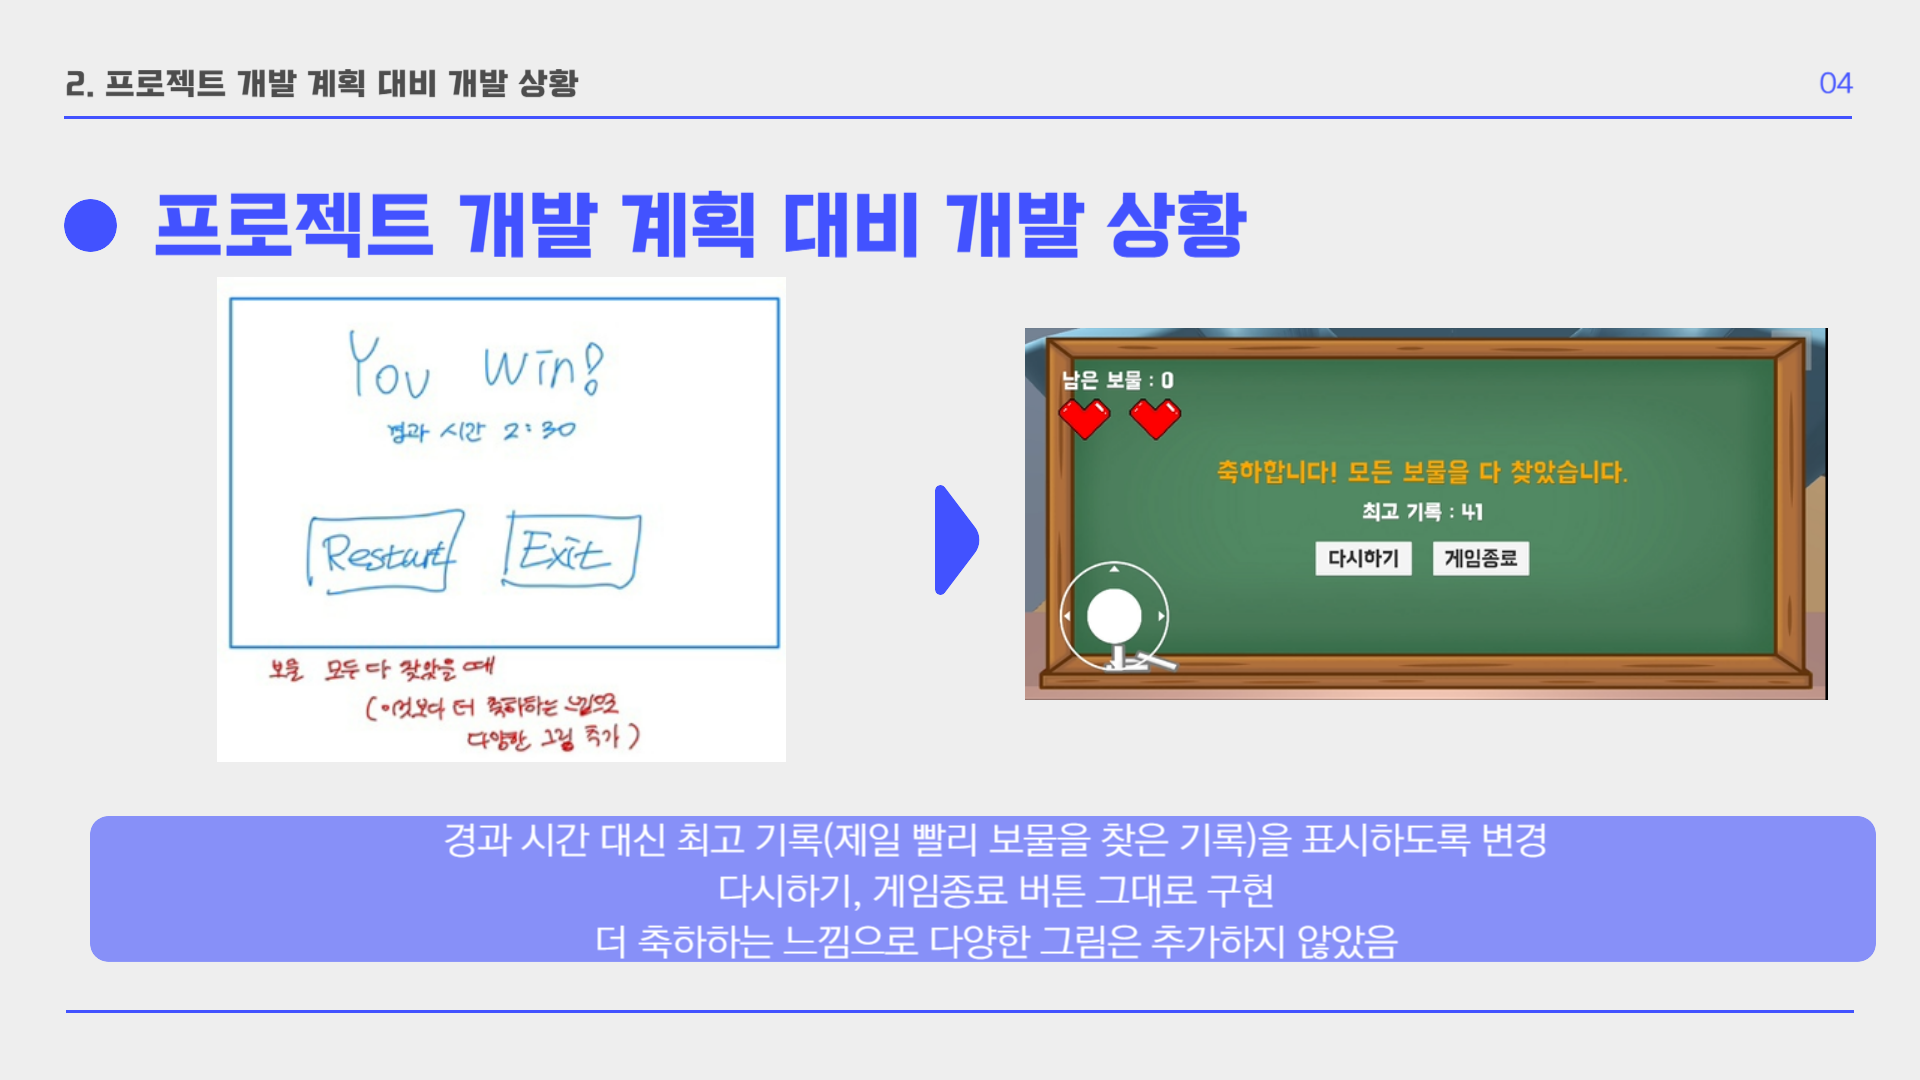 2. 프로젝트 개발 계획 대비 개발 상황
04
프로젝트 개발 계획 대비 개발 상황
You Win!
경과 시간 2:30
Restart Exit
보물 모두 다 찾았을 때
(이것보다 더 축하하는 느낌으로
다양한 그림 추가)
남은 보물 : 0
축하합니다! 모든 보물을 다 찾았습니다.
최고 기록 : 41
다시하기 게임종료
경과 시간 대신 최고 기록(제일 빨리 보물을 찾은 기록)을 표시하도록 변경
다시하기, 게임종료 버튼 그대로 구현
더 축하하는 느낌으로 다양한 그림은 추가하지 않았음